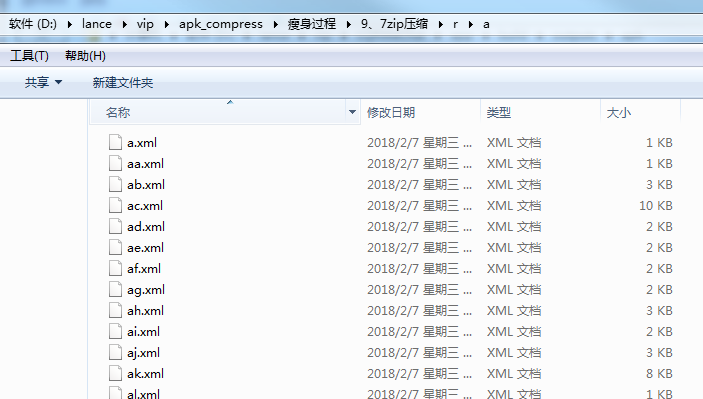 软件 (D:) ▸ lance ▸ vip ▸ apk_compress ▸ 瘦身过程 ▸ 9、7zip压缩 ▸ r ▸ a
工具(T) 帮助(H)
共享 新建文件夹
名称 修改日期 类型 大小
a.xml 2018/2/7 星期三 ... XML 文档 1 KB
aa.xml 2018/2/7 星期三 ... XML 文档 1 KB
ab.xml 2018/2/7 星期三 ... XML 文档 3 KB
ac.xml 2018/2/7 星期三 ... XML 文档 10 KB
ad.xml 2018/2/7 星期三 ... XML 文档 2 KB
ae.xml 2018/2/7 星期三 ... XML 文档 2 KB
af.xml 2018/2/7 星期三 ... XML 文档 2 KB
ag.xml 2018/2/7 星期三 ... XML 文档 2 KB
ah.xml 2018/2/7 星期三 ... XML 文档 3 KB
ai.xml 2018/2/7 星期三 ... XML 文档 2 KB
aj.xml 2018/2/7 星期三 ... XML 文档 3 KB
ak.xml 2018/2/7 星期三 ... XML 文档 8 KB
al.xml 2018/2/7 星期三 ... XML 文档 1 KB